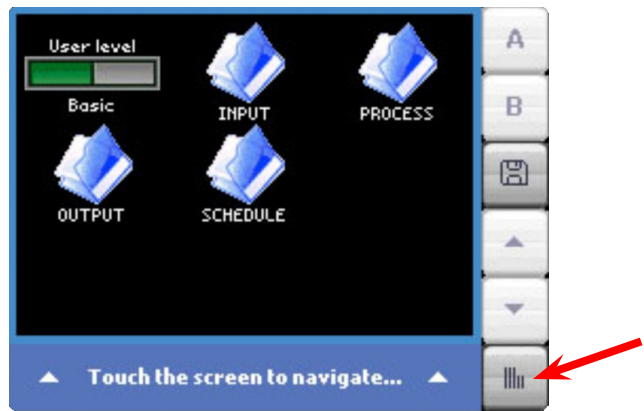 User level
Basic
INPUT
PROCESS
OUTPUT
SCHEDULE
A
B
Touch the screen to navigate...